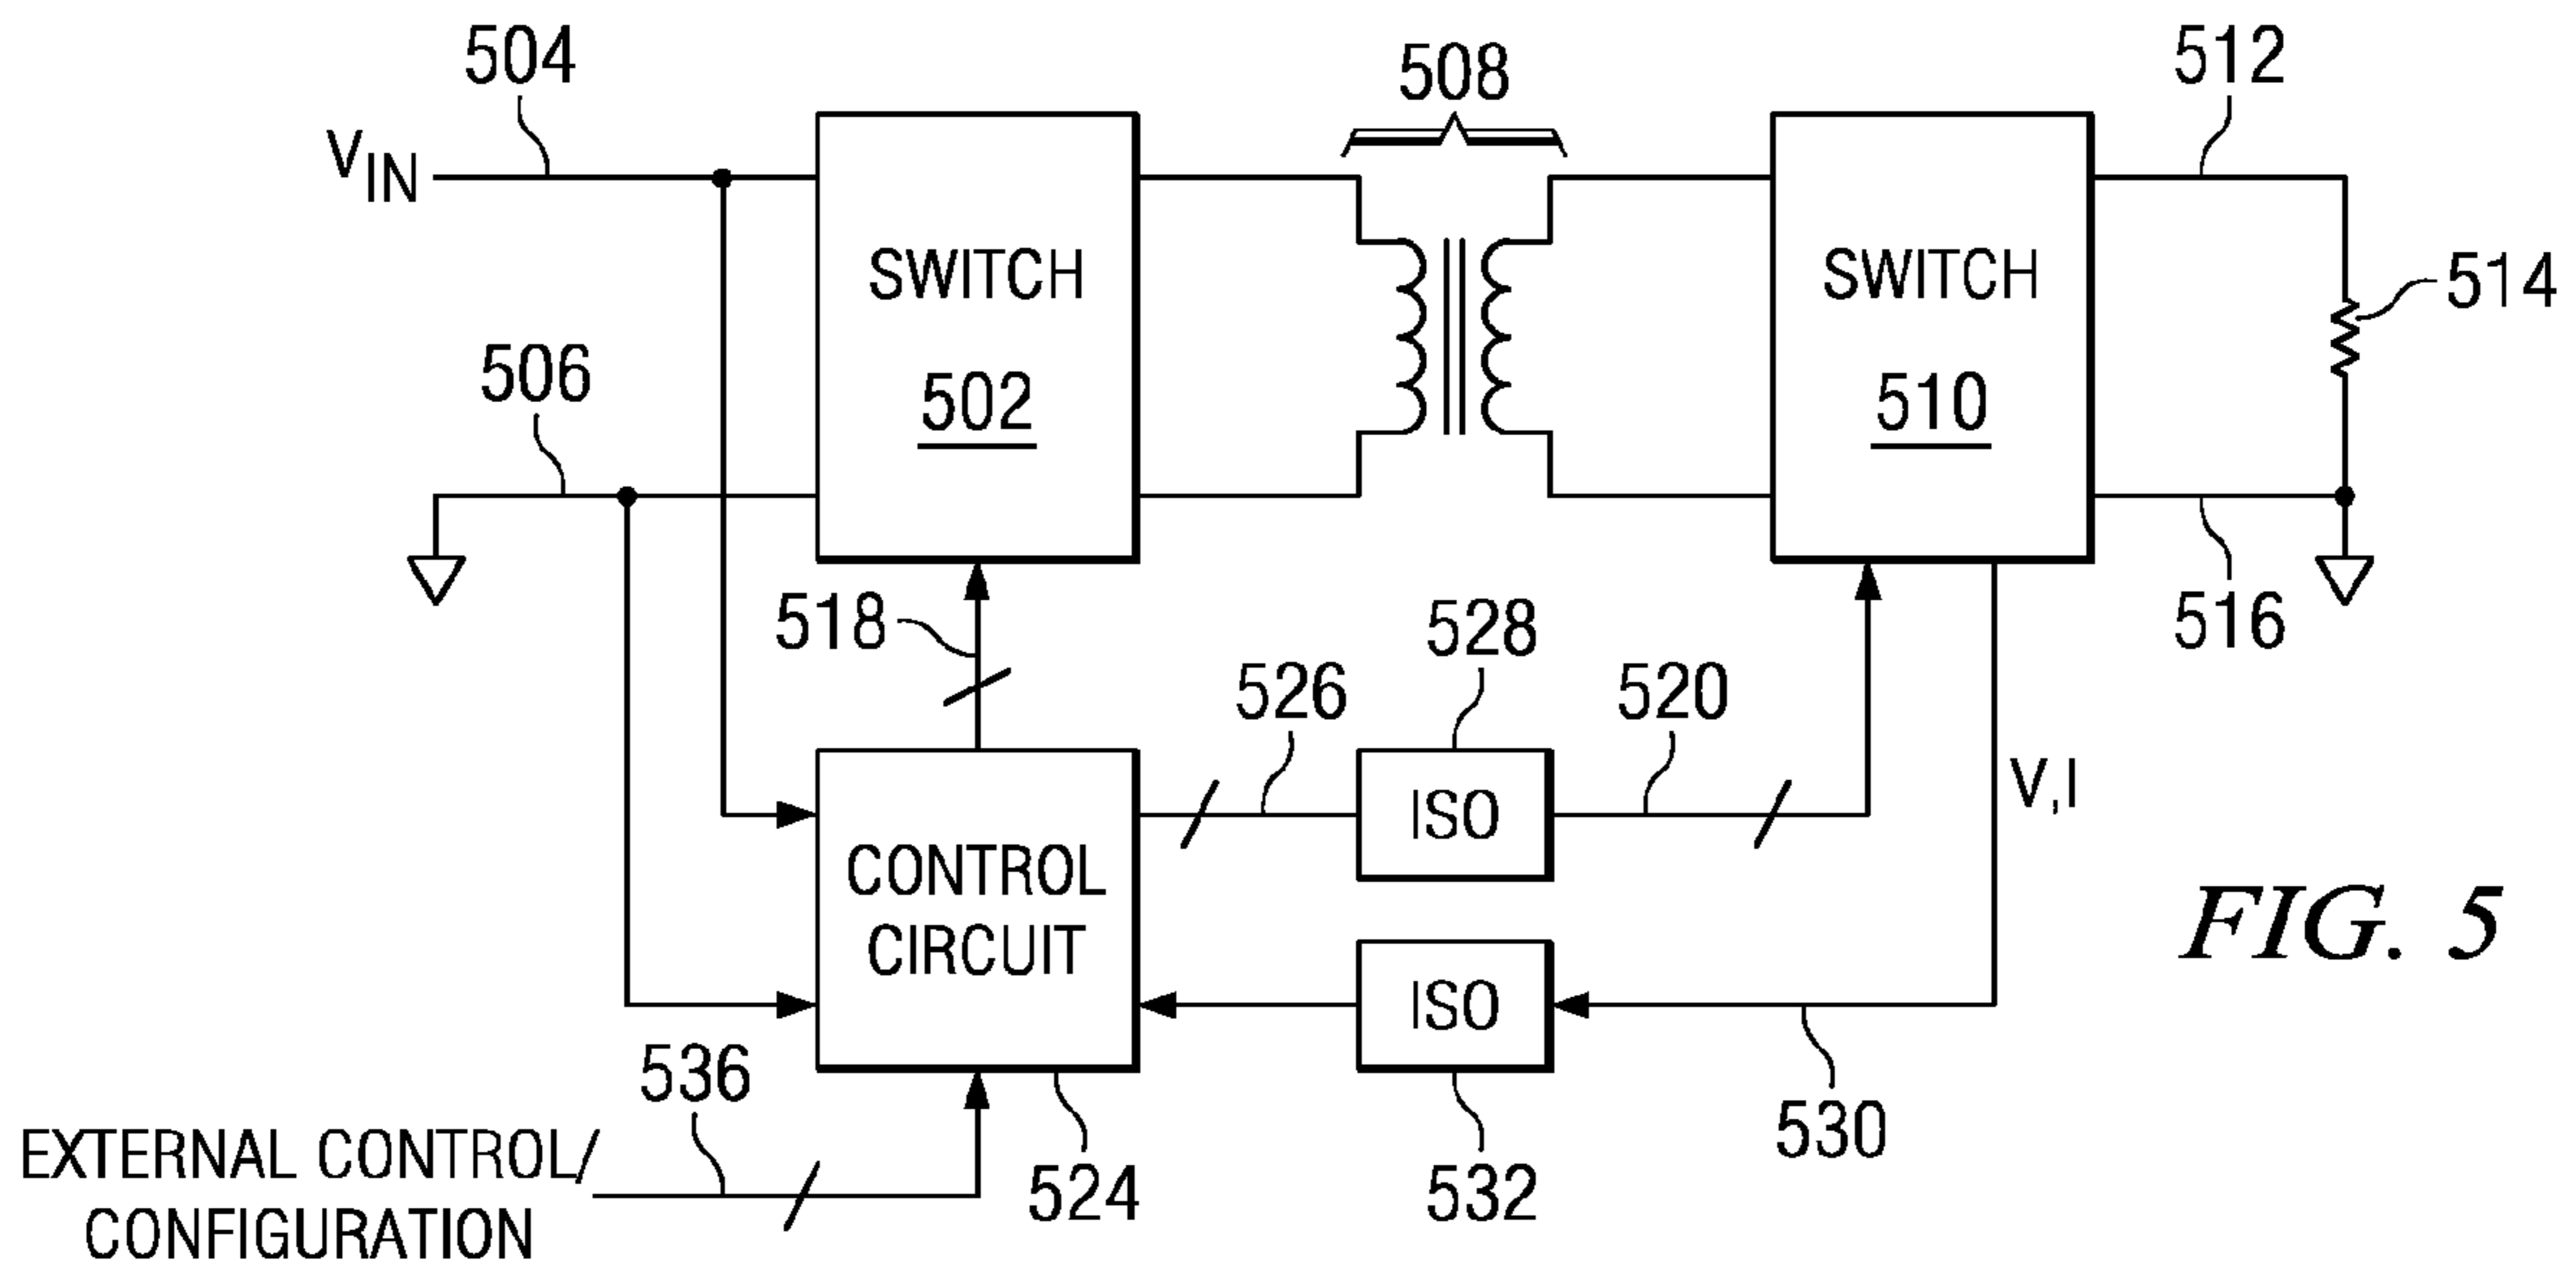 504
508
512
VIN
SWITCH
502
SWITCH
510
514
506
518
528
516
526
520
V,I
ISO
CONTROL
CIRCUIT
FIG. 5
ISO
536
530
EXTERNAL CONTROL/
CONFIGURATION
524
532